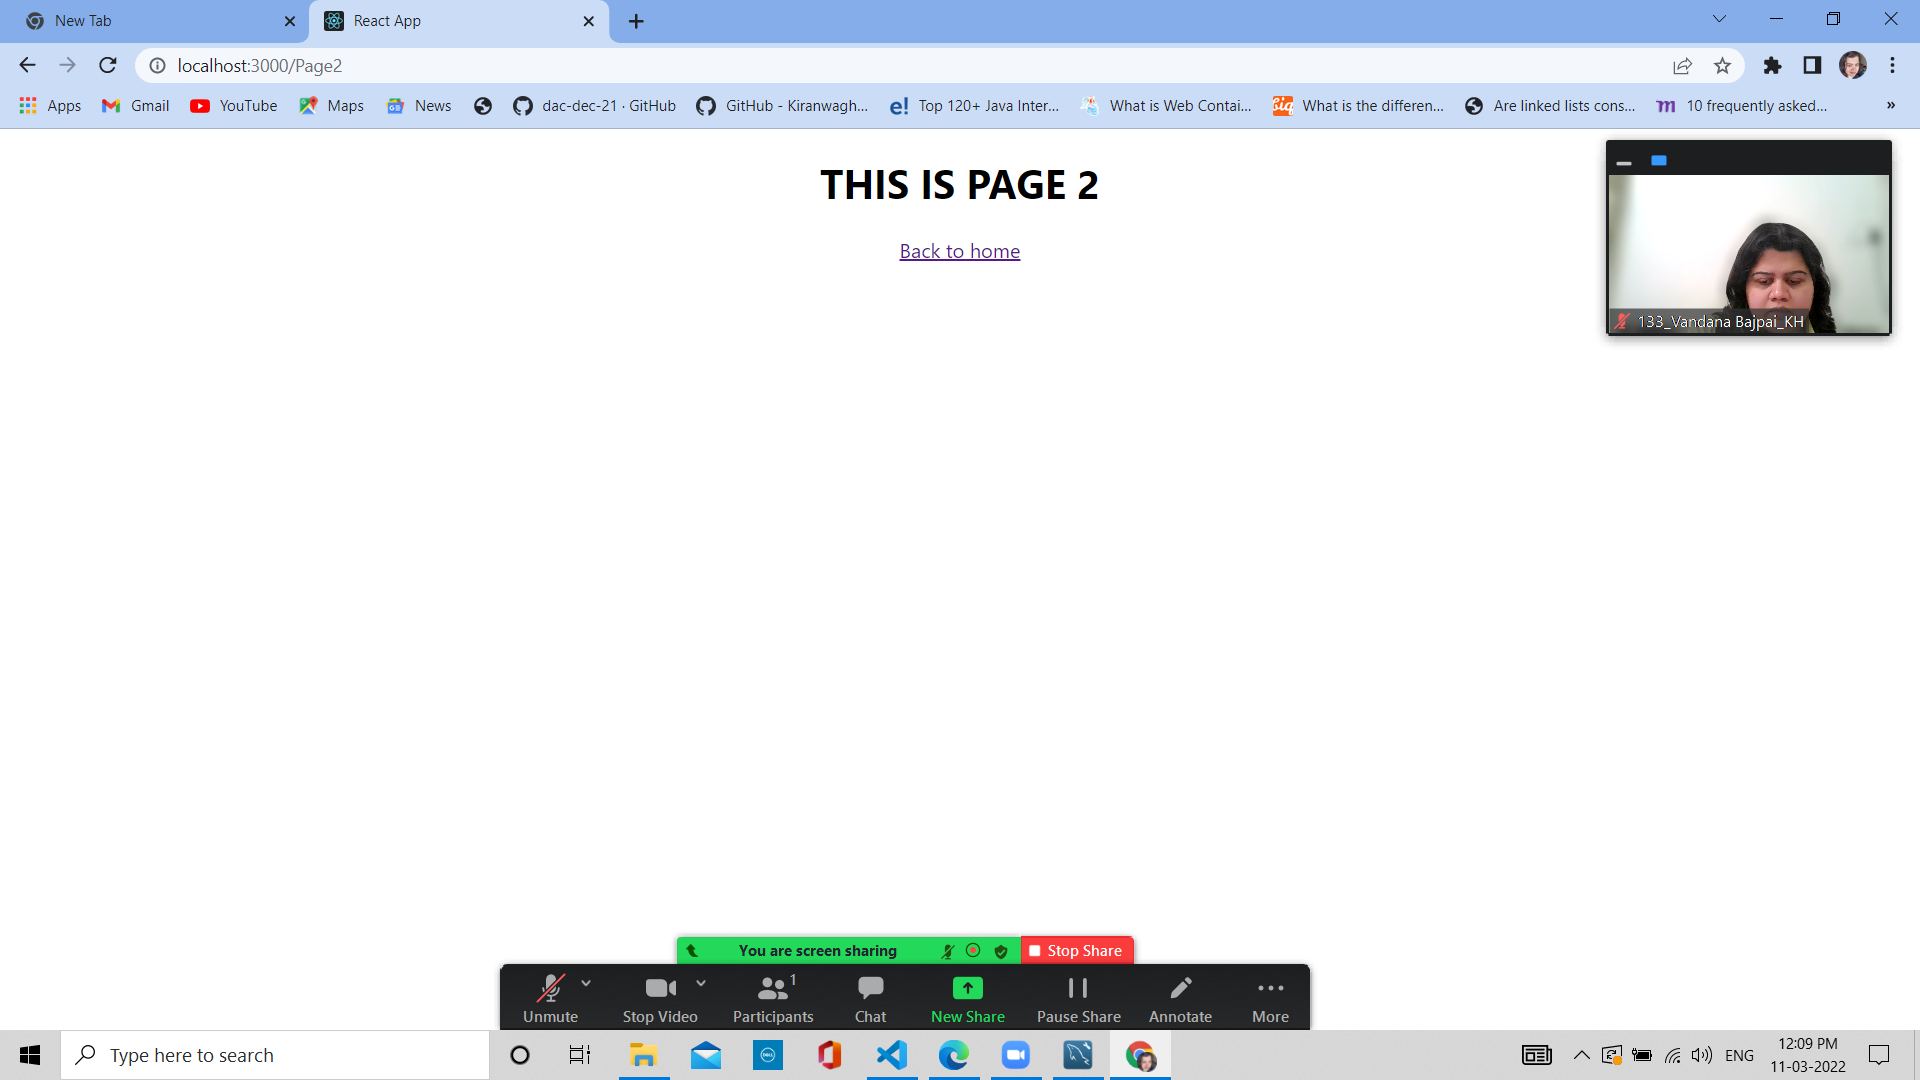 New Tab
React App
localhost:3000/Page2
Apps
Gmail
YouTube
Maps
News
dac-dec-21 · GitHub
GitHub - Kiranwagh...
Top 120+ Java Inter...
What is Web Contai...
What is the differen...
Are linked lists cons...
10 frequently asked...
»
THIS IS PAGE 2
Back to home
133_Vandana Bajpai_KH
You are screen sharing
Stop Share
1
Unmute
Stop Video
Participants
Chat
New Share
Pause Share
Annotate
More
Type here to search
ENG
12:09 PM
11-03-2022